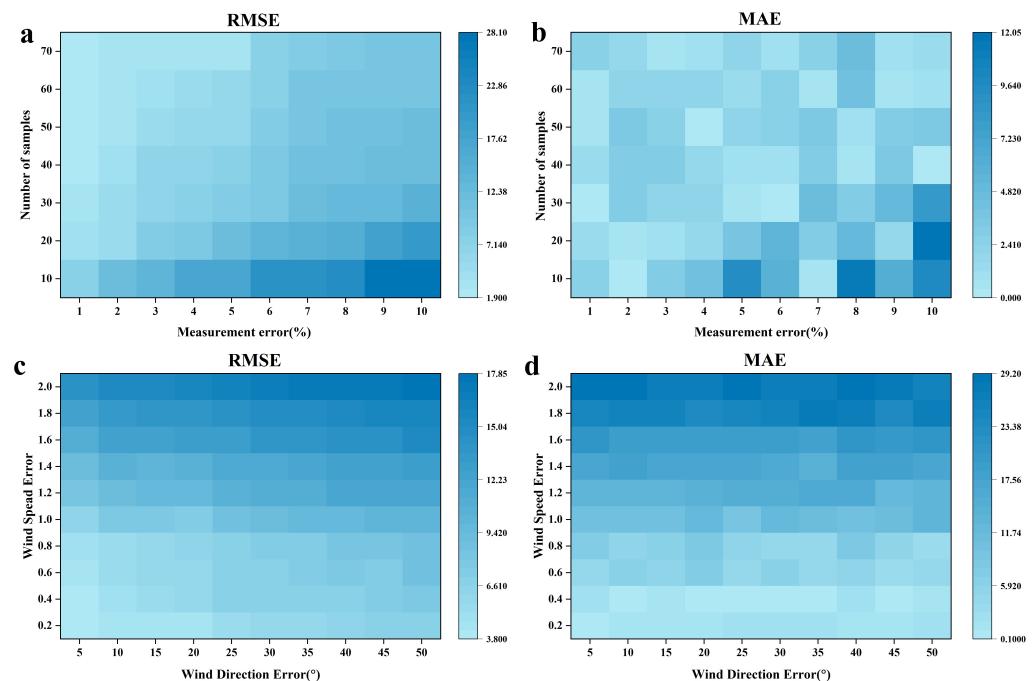 a
RMSE
70
60
50
40
30
20
10
Number of samples
1 2 3 4 5 6 7 8 9 10
Measurement error(%)
28.10
22.86
17.62
12.38
7.140
1.900
b
MAE
70
60
50
40
30
20
10
Number of samples
1 2 3 4 5 6 7 8 9 10
Measurement error(%)
12.05
9.640
7.230
4.820
2.410
0.000
c
RMSE
2.0
1.8
1.6
1.4
1.2
1.0
0.8
0.6
0.4
0.2
Wind Spead Error
5 10 15 20 25 30 35 40 45 50
Wind Direction Error(°)
17.85
15.04
12.23
9.420
6.610
3.800
d
MAE
2.0
1.8
1.6
1.4
1.2
1.0
0.8
0.6
0.4
0.2
Wind Speed Error
5 10 15 20 25 30 35 40 45 50
Wind Direction Error(°)
29.20
23.38
17.56
11.74
5.920
0.1000